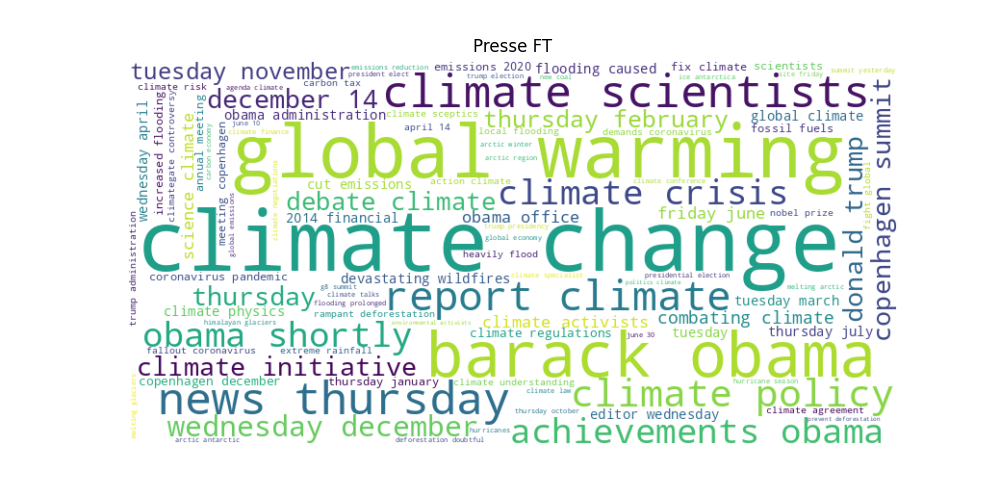 Presse FT
tuesday november
emissions reduction
president elect
trump election
emissions 2020
flooding caused
new coal
fix climate
ice antarctica
scientists
site friday
summit yesterday
climate risk
agenda climate
carbon tax
december 14
climate scientists
obama administration
climate sceptics
thursday february
global climate
june 10
climate finance
april 14
local flooding
demands coronavirus
fossil fuels
global warming
arctic winter
arctic region
wednesday april
increased flooding
climategate controversy
science climate
annual meeting
carbon economy
meeting copenhagen
global emissions
climate negotiations
cut emissions
action climate
climate conference
climate crisis
debate climate
2014 financial
obama office
friday june
nobel prize
fight global
donald trump
copenhagen summit
climate change
trump presidency
global economy
heavily flood
trump administration
coronavirus pandemic
devastating wildfires
climate specialist
presidential election
politics climate
melting arctic
g8 summit
climate talks
flooding prolonged
thursday
report climate
tuesday march
climate physics
rampant deforestation
combating climate
himalayan glaciers
environmental activists
climate activists
obama shortly
climate regulations
june 30
tuesday
thursday july
fallout coronavirus
extreme rainfall
barack obama
climate initiative
copenhagen december
thursday january
climate understanding
hurricane season
melting glaciers
news thursday
climate law
climate policy
thursday october
editor wednesday
climate agreement
prevent deforestation
wednesday december
hurricanes
achievements obama
arctic antarctic
deforestation doubtful